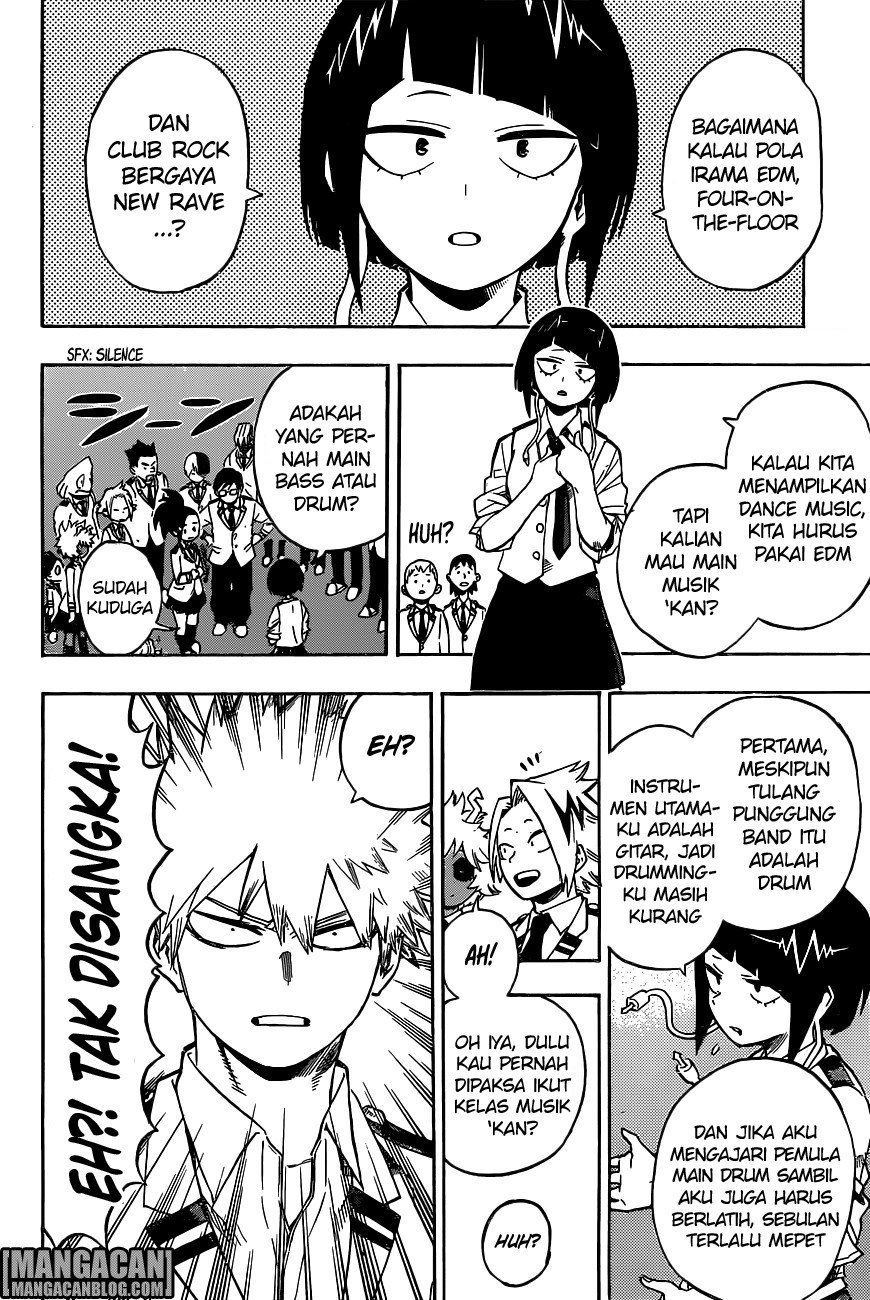 BAGAIMANA
KALAU POLA
IRAMA EDM,
FOUR-ON-
THE-FLOOR
DAN
CLUB ROCK
BERGAYA
NEW RAVE
...?
KALAU KITA
MENAMPILKAN
DANCE MUSIC,
KITA HURUS
PAKAI EDM
TAPI
KALIAN
MAU MAIN
MUSIK
'KAN?
HUH?
SFX: SILENCE
シーン
ADAKAH
YANG PER-
NAH MAIN
BASS ATAU
DRUM?
SUDAH
KUDUGA
PERTAMA,
MESKIPUN
TULANG
PUNGGUNG
BAND ITU
ADALAH
DRUM
INSTRU-
MEN UTAMA-
KU ADALAH
GITAR, JADI
DRUMMING-
KU MASIH
KURANG
DAN JIKA AKU
MENGAJARI PEMULA
MAIN DRUM SAMBIL
AKU JUGA HARUS
BERLATIH, SEBULAN
TERLALU MEPET
AH!
OH IYA, DULU
KAU PERNAH
DIPAKSA IKUT
KELAS MUSIK
'KAN?
HUH?
EH?
EH?! TAK DISANGKA!
MANGACAN
MANGACANBLOG.COM